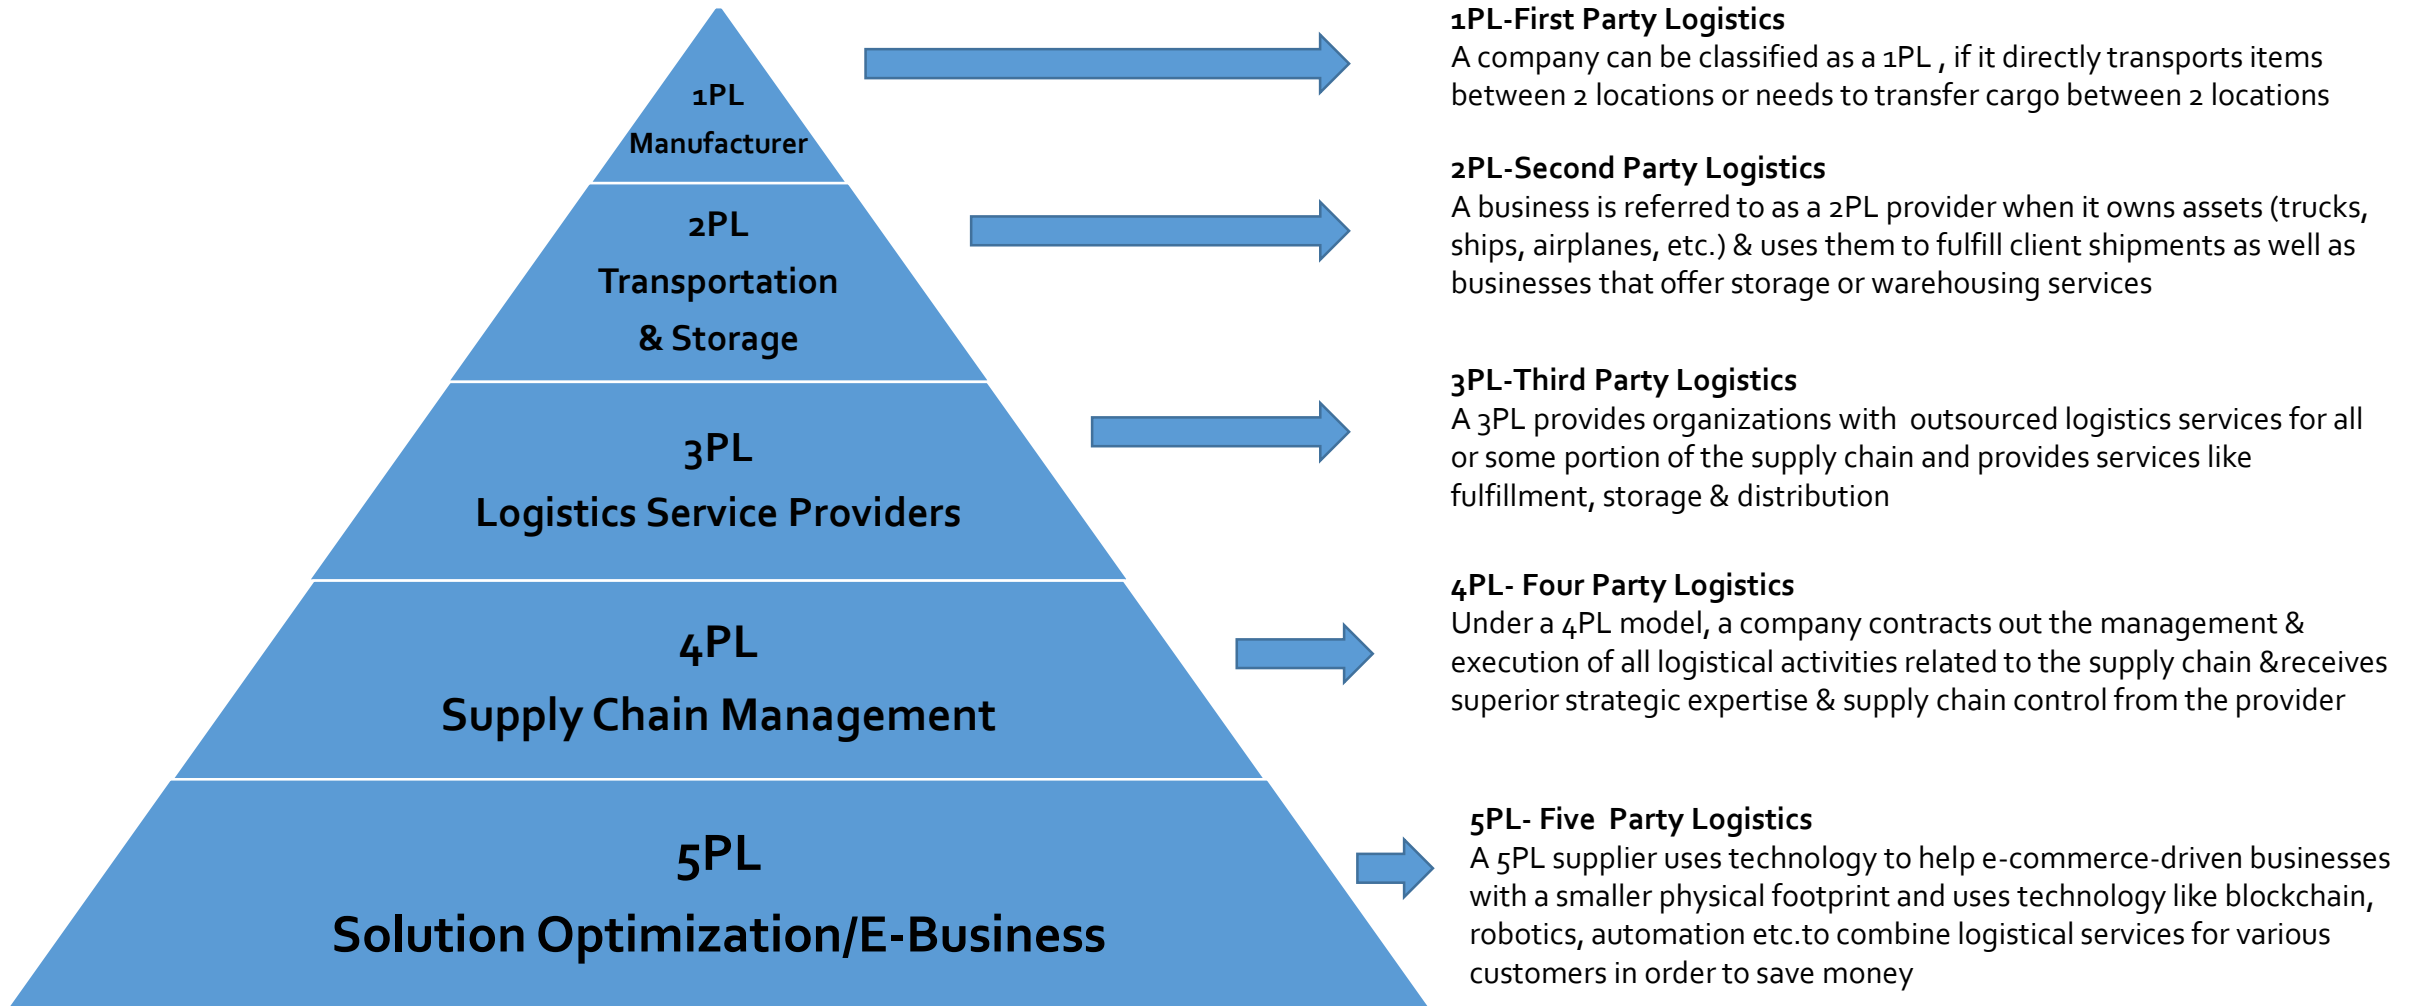 1PL
Manufacturer
2PL
Transportation
& Storage
3PL
Logistics Service Providers
4PL
Supply Chain Management
5PL
Solution Optimization/E-Business
1PL-First Party Logistics
A company can be classified as a 1PL , if it directly transports items
between 2 locations or needs to transfer cargo between 2 locations
2PL-Second Party Logistics
A business is referred to as a 2PL provider when it owns assets (trucks,
ships, airplanes, etc.) & uses them to fulfill client shipments as well as
businesses that offer storage or warehousing services
3PL-Third Party Logistics
A 3PL provides organizations with  outsourced logistics services for all
or some portion of the supply chain and provides services like
fulfillment, storage & distribution
4PL- Four Party Logistics
Under a 4PL model, a company contracts out the management &
execution of all logistical activities related to the supply chain &receives
superior strategic expertise & supply chain control from the provider
5PL- Five  Party Logistics
A 5PL supplier uses technology to help e-commerce-driven businesses
with a smaller physical footprint and uses technology like blockchain,
robotics, automation etc.to combine logistical services for various
customers in order to save money